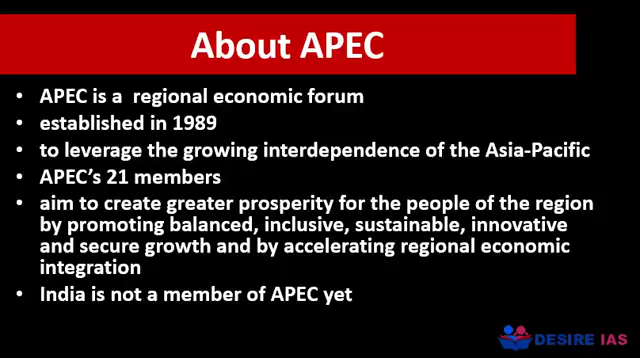 About APEC
• APEC is a  regional economic forum
• established in 1989
• to leverage the growing interdependence of the Asia-Pacific
• APEC’s 21 members
• aim to create greater prosperity for the people of the region
by promoting balanced, inclusive, sustainable, innovative
and secure growth and by accelerating regional economic
integration
• India is not a member of APEC yet
DESIRE IAS